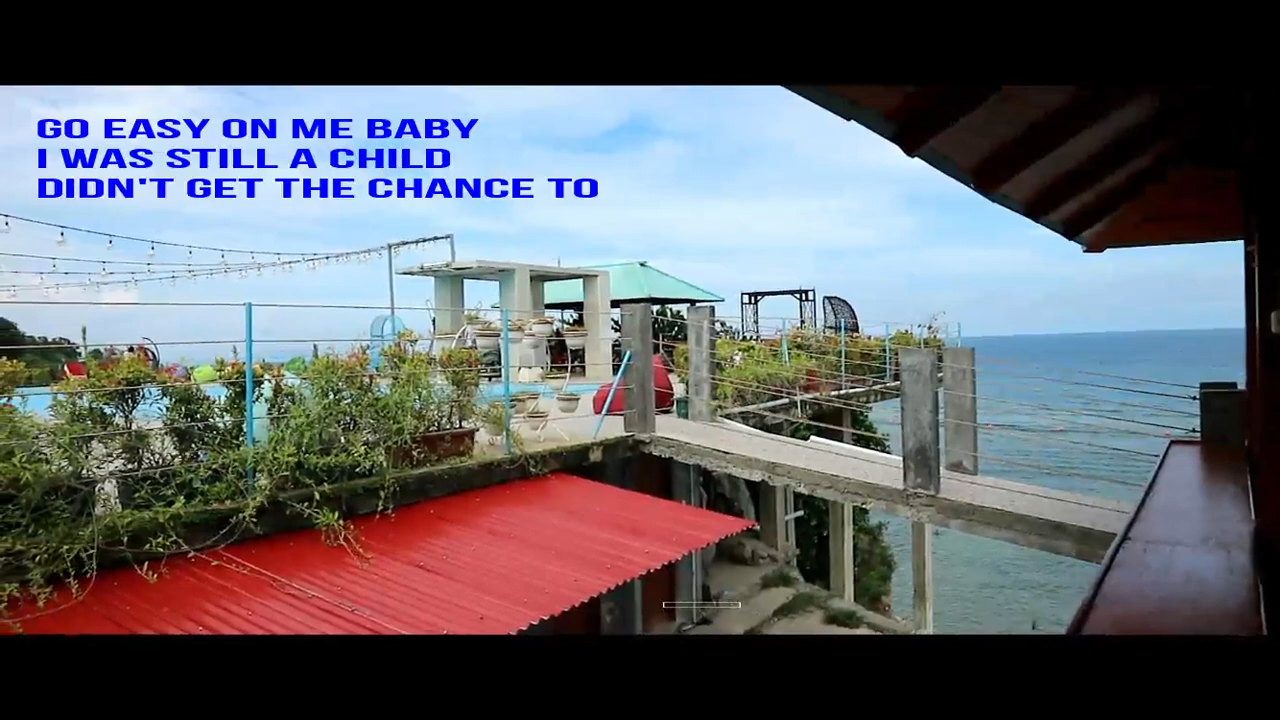 GO EASY ON ME BABY
I WAS STILL A CHILD
DIDN'T GET THE CHANCE TO